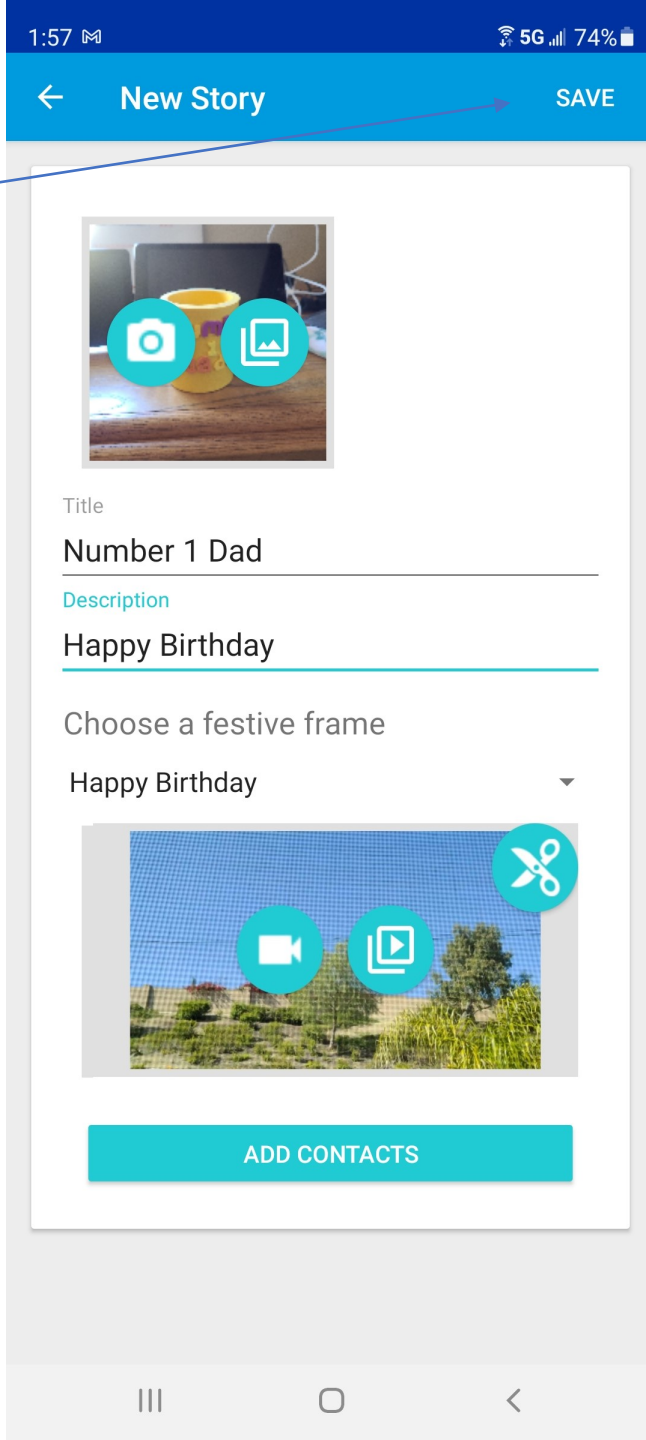 1:57 5G 74%
New Story SAVE
Title
Number 1 Dad
Description
Happy Birthday
Choose a festive frame
Happy Birthday
ADD CONTACTS